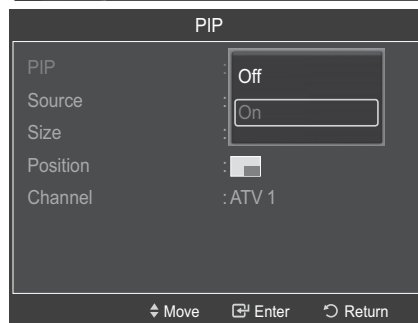 PIP
PIP : Off
On
Source :
Size :
Position :
Channel : ATV 1
Move Enter Return